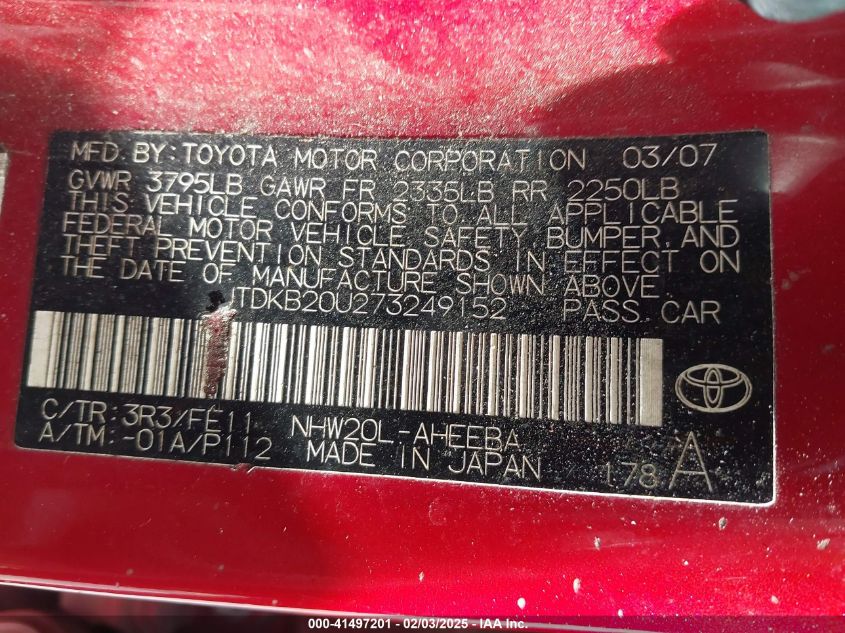 MFD BY: TOYOTA MOTOR CORPORATION 03/07
GVWR 3795LB GAWR FR 2335LB RR 2250LB
THIS VEHICLE CONFORMS TO ALL APPLICABLE
FEDERAL MOTOR VEHICLE SAFETY, BUMPER, AND
THEFT PREVENTION STANDARDS IN EFFECT ON
THE DATE OF MANUFACTURE SHOWN ABOVE.
JTDKB20U273249152 PASS. CAR
C/TR: 3R3/FE11 NHW20L-AHEEBA
A/TM: -01A/P112 MADE IN JAPAN 178 A
000-41497201 - 02/03/2025 - IAA Inc.